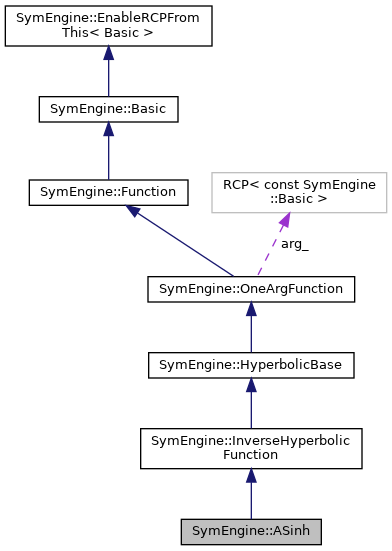 SymEngine::EnableRCPFrom
This< Basic >
SymEngine::Basic
SymEngine::Function
RCP< const SymEngine
::Basic >
arg_
SymEngine::OneArgFunction
SymEngine::HyperbolicBase
SymEngine::InverseHyperbolic
Function
SymEngine::ASinh